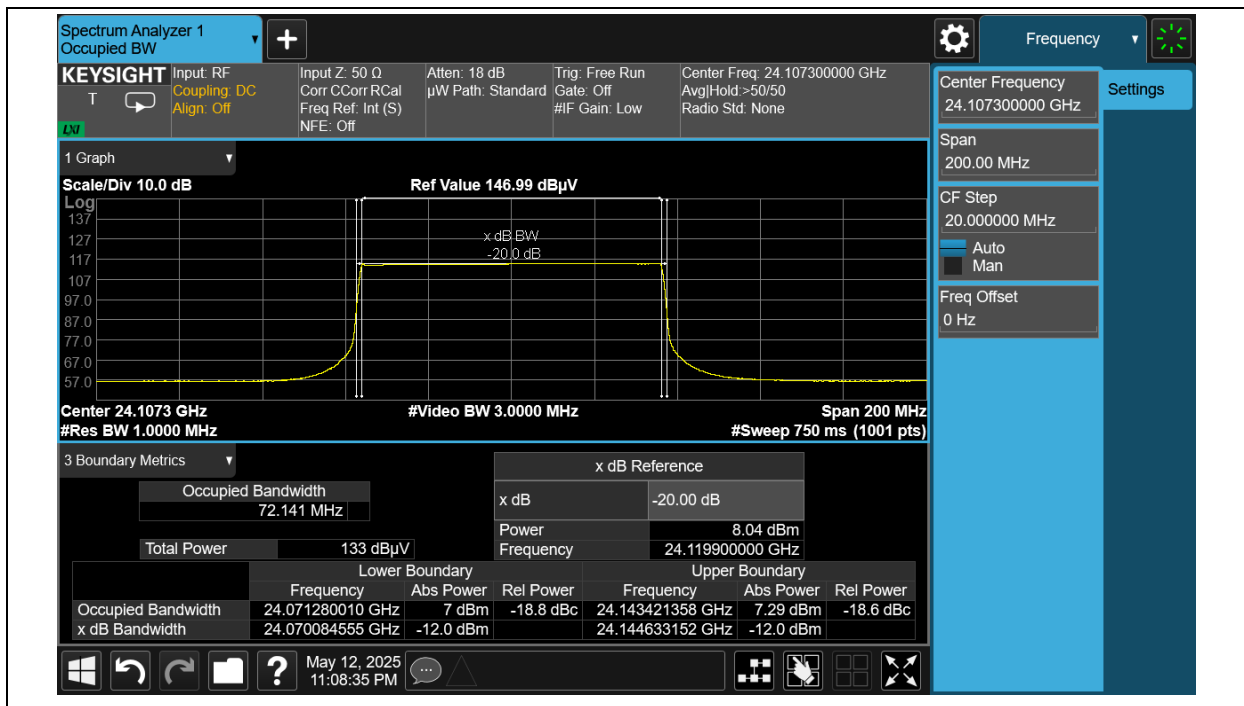 Spectrum Analyzer 1
Occupied BW
+
Frequency
KEYSIGHT
T
LXI
Input: RF
Coupling: DC
Align: Off
Input Z: 50 Ω
Corr CCorr RCal
Freq Ref: Int (S)
NFE: Off
Atten: 18 dB
µW Path: Standard
Trig: Free Run
Gate: Off
#IF Gain: Low
Center Freq: 24.107300000 GHz
Avg|Hold:>50/50
Radio Std: None
Center Frequency
24.107300000 GHz
Settings
Span
200.00 MHz
CF Step
20.000000 MHz
Auto
Man
Freq Offset
0 Hz
1 Graph
Scale/Div 10.0 dB
Ref Value 146.99 dBµV
Log
137
127
117
107
97.0
87.0
77.0
67.0
57.0
x dB BW
-20.0 dB
Center 24.1073 GHz
#Video BW 3.0000 MHz
Span 200 MHz
#Res BW 1.0000 MHz
#Sweep 750 ms (1001 pts)
3 Boundary Metrics
Occupied Bandwidth
72.141 MHz
Total Power 133 dBµV
x dB Reference
x dB -20.00 dB
Power 8.04 dBm
Frequency 24.119900000 GHz
Lower Boundary Upper Boundary
Frequency Abs Power Rel Power Frequency Abs Power Rel Power
Occupied Bandwidth 24.071280010 GHz 7 dBm -18.8 dBc 24.143421358 GHz 7.29 dBm -18.6 dBc
x dB Bandwidth 24.070084555 GHz -12.0 dBm 24.144633152 GHz -12.0 dBm
?
May 12, 2025
11:08:35 PM